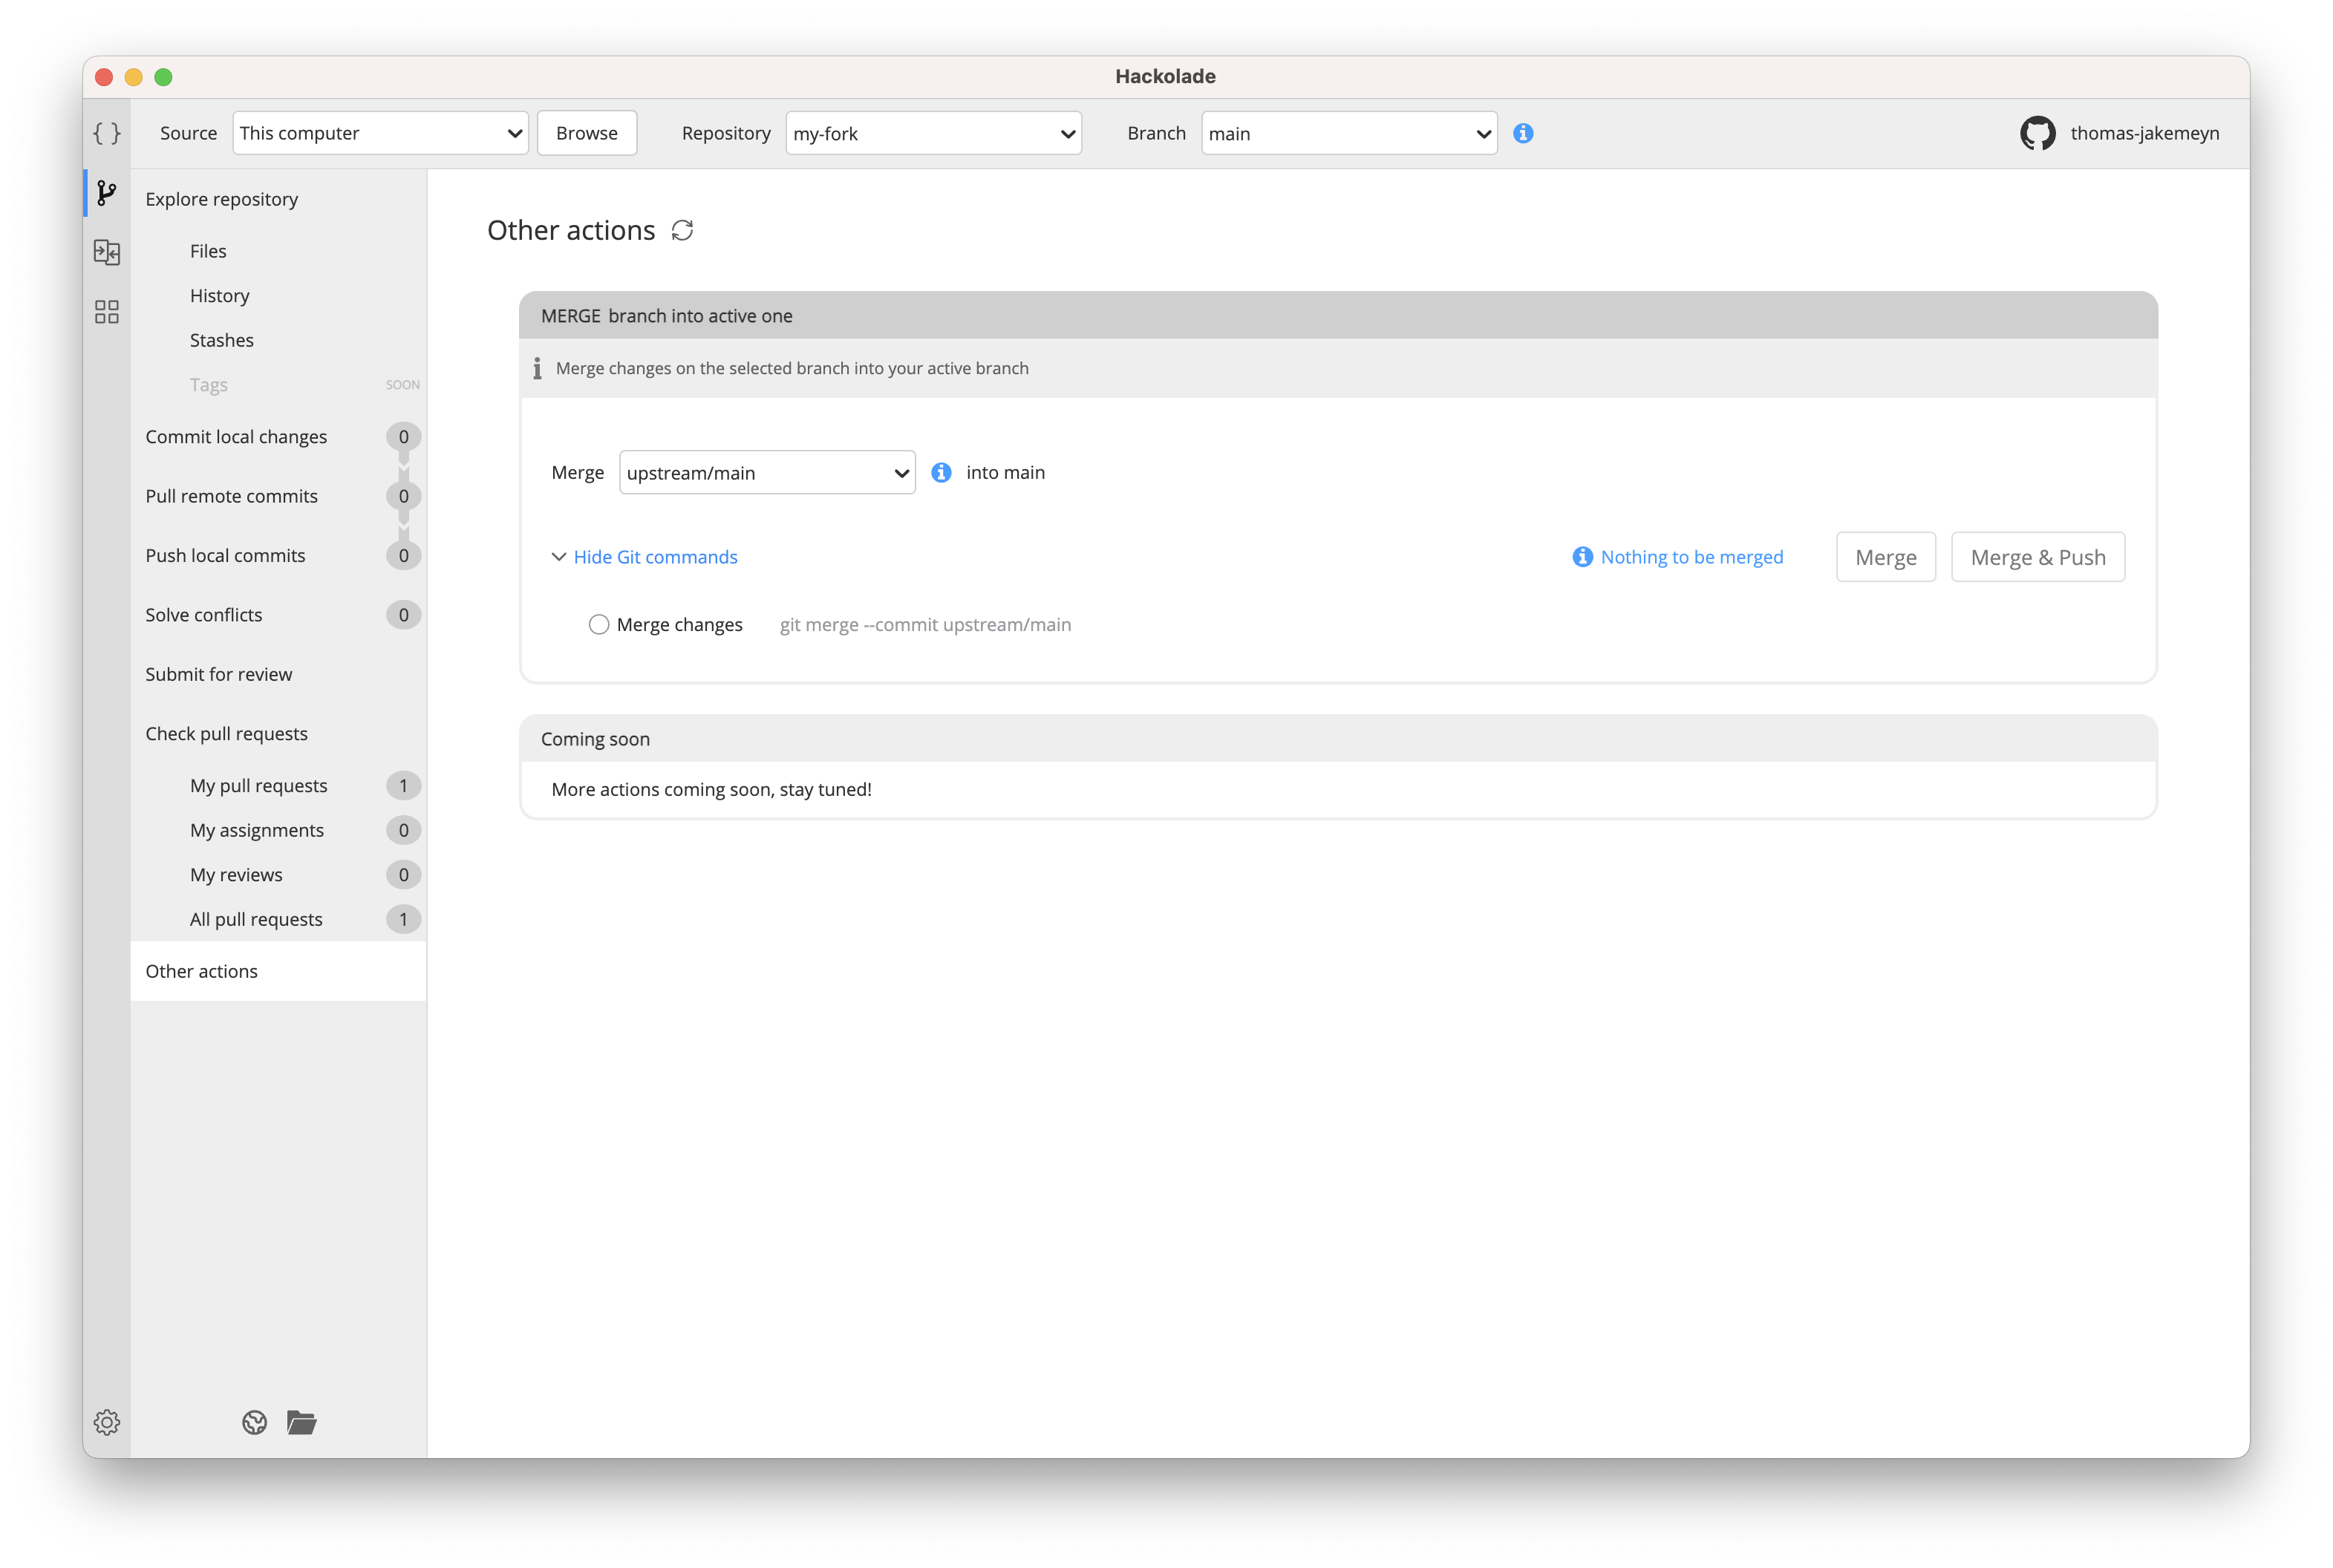 Hackolade
Source This computer Browse Repository my-fork Branch main thomas-jakemeyn
Explore repository
Files
History
Stashes
Tags SOON
Commit local changes 0
Pull remote commits 0
Push local commits 0
Solve conflicts 0
Submit for review
Check pull requests
My pull requests 1
My assignments 0
My reviews 0
All pull requests 1
Other actions
Other actions
MERGE branch into active one
Merge changes on the selected branch into your active branch
Merge upstream/main into main
Hide Git commands Nothing to be merged Merge Merge & Push
Merge changes git merge --commit upstream/main
Coming soon
More actions coming soon, stay tuned!